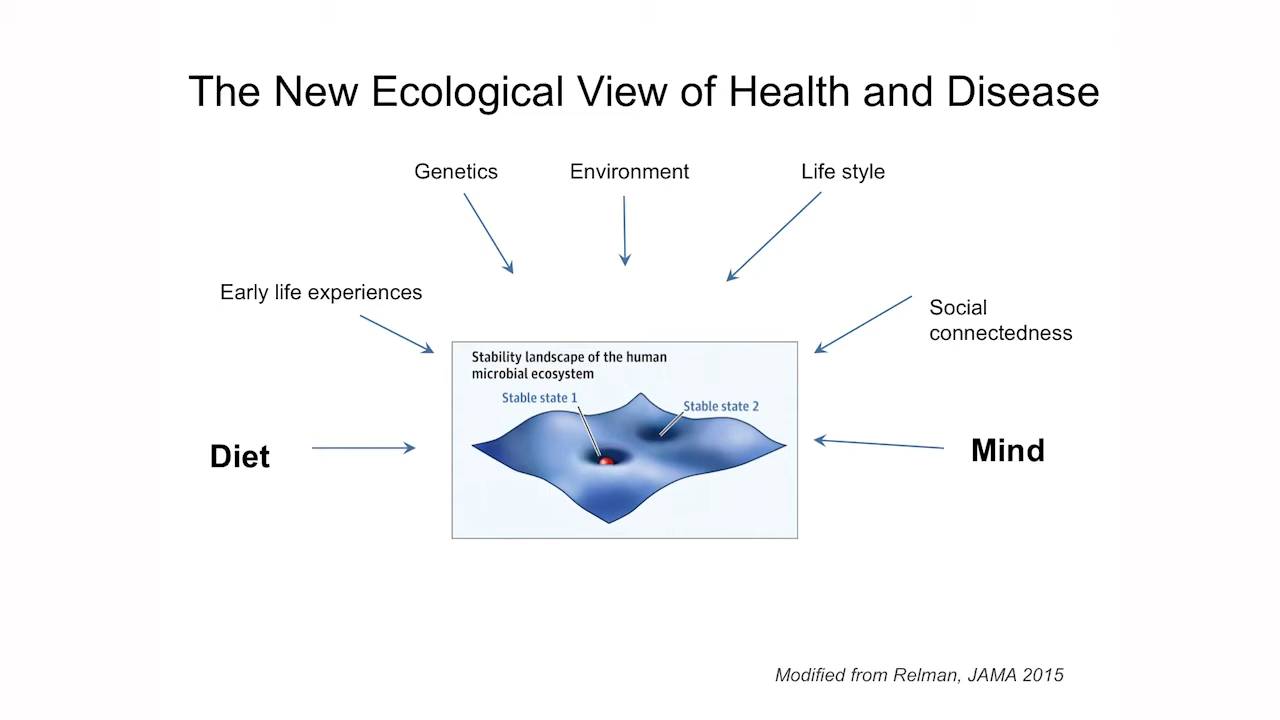 The New Ecological View of Health and Disease
Genetics
Environment
Life style
Early life experiences
Social
connectedness
Stability landscape of the human
microbial ecosystem
Stable state 1
Stable state 2
Diet
Mind
Modified from Relman, JAMA 2015